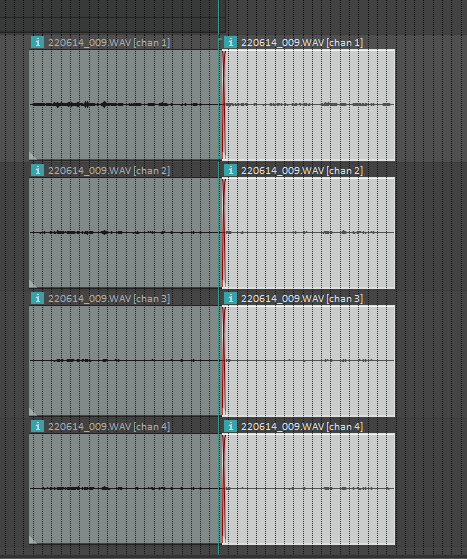 i 220614_009.WAV [chan 1] i 220614_009.WAV [chan 1]
i 220614_009.WAV [chan 2] i 220614_009.WAV [chan 2]
i 220614_009.WAV [chan 3] i 220614_009.WAV [chan 3]
i 220614_009.WAV [chan 4] i 220614_009.WAV [chan 4]